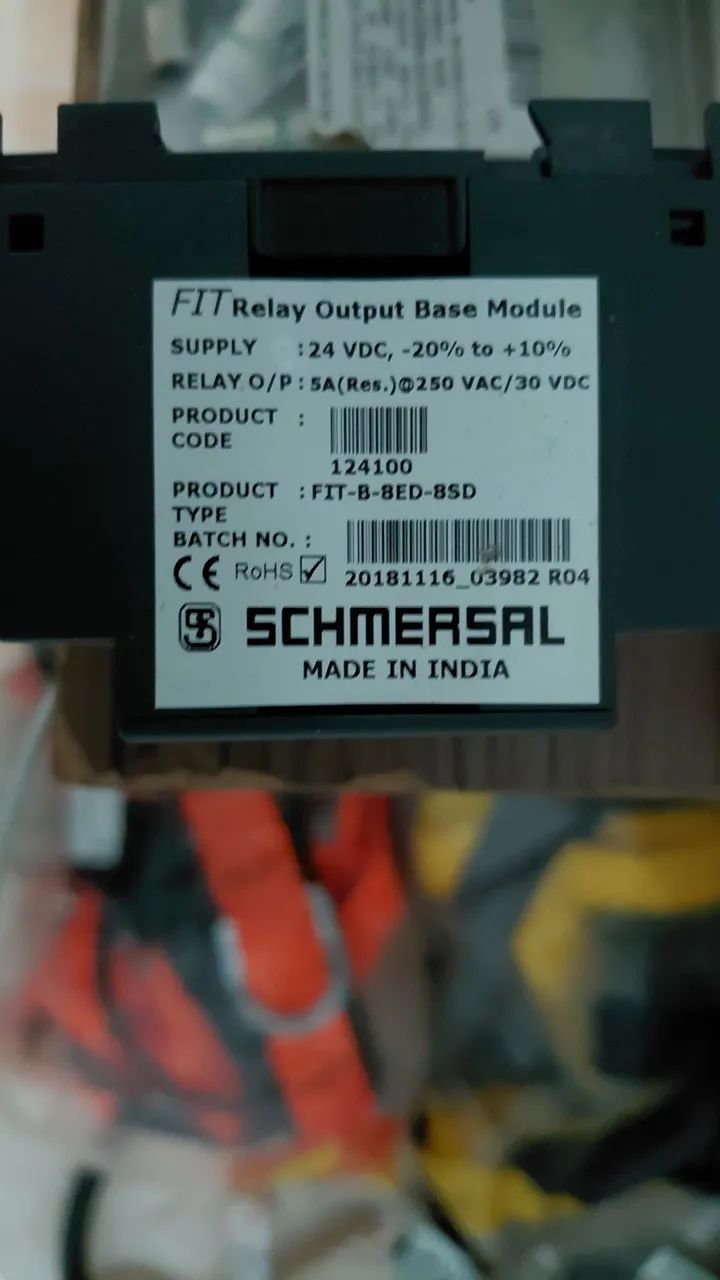 FIT Relay Output Base Module
SUPPLY : 24 VDC, -20% to +10%
RELAY O/P : 5A(Res.)@250 VAC/30 VDC
PRODUCT CODE :
124100
PRODUCT TYPE : FIT-B-8ED-8SD
BATCH NO. :
CE RoHS ☑ 20181116_03982 R04
SCHMERSAL
MADE IN INDIA